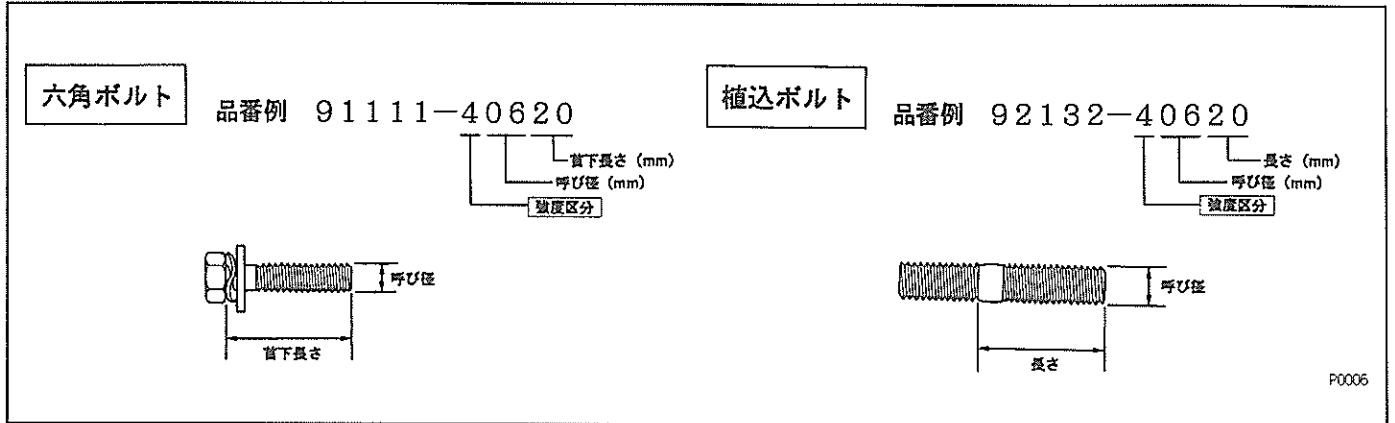 六角ボルト
品番例 91111-40620
首下長さ (mm)
呼び径 (mm)
強度区分
呼び径
首下長さ
植込ボルト
品番例 92132-40620
長さ (mm)
呼び径 (mm)
強度区分
呼び径
長さ
P0006